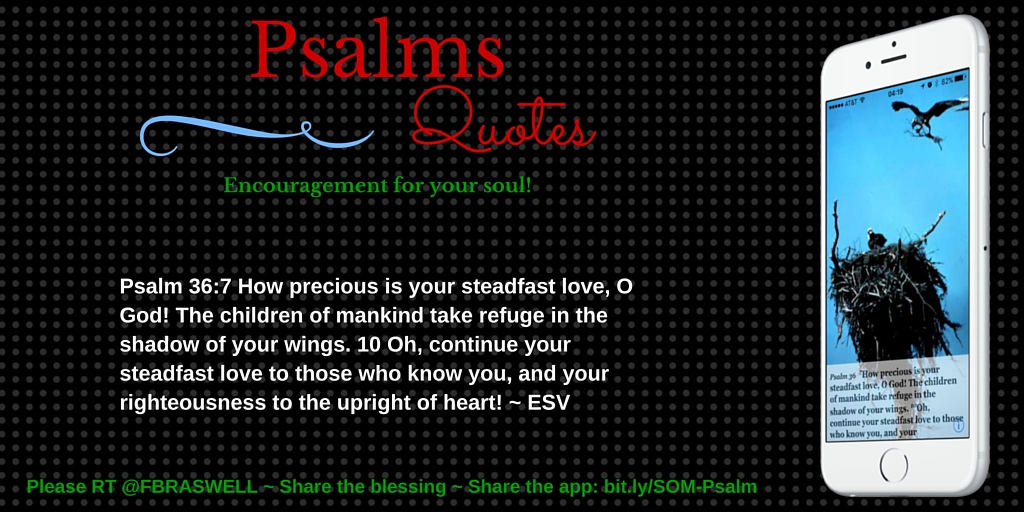 Psalms
Quotes
Encouragement for your soul!
Psalm 36:7 How precious is your steadfast love, O
God! The children of mankind take refuge in the
shadow of your wings. 10 Oh, continue your
steadfast love to those who know you, and your
righteousness to the upright of heart! ~ ESV
Please RT @FBRASWELL ~ Share the blessing ~ Share the app: bit.ly/SOM-Psalm
AT&T 04:19 82%
Psalm 36 7How precious is your
steadfast love, O God! The children
of mankind take refuge in the
shadow of your wings. 10Oh,
continue your steadfast love to those
who know you, and your